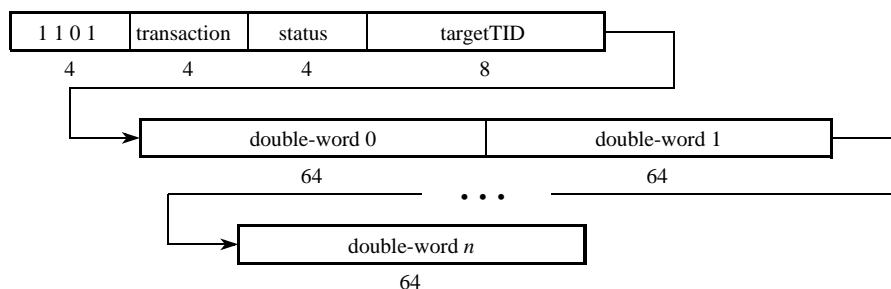 1 1 0 1 transaction status targetTID
4 4 4 8
double-word 0 double-word 1
64 64
• • •
double-word n
64